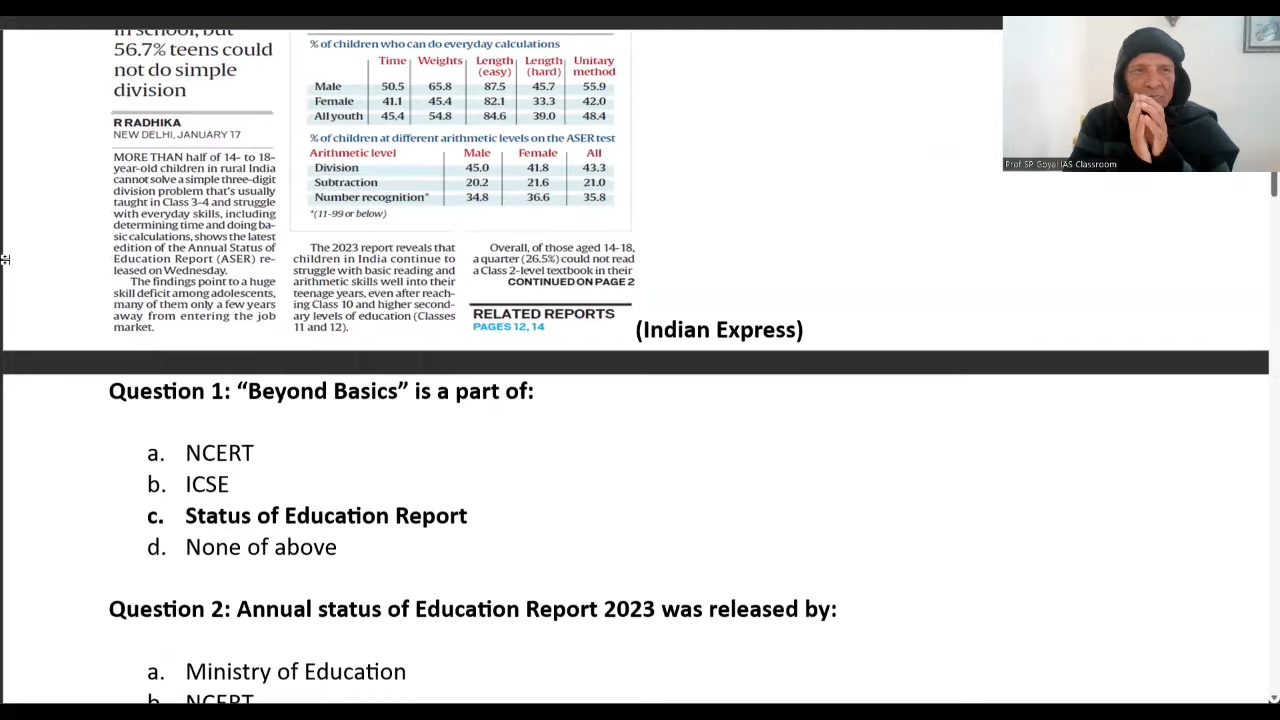 in school, but
56.7% teens could
not do simple
division
R RADHIKA
NEW DELHI, JANUARY 17
MORE THAN half of 14- to 18-
year-old children in rural India
cannot solve a simple three-digit
division problem that's usually
taught in Class 3-4 and struggle
with everyday skills, including
determining time and doing ba-
sic calculations, shows the latest
edition of the Annual Status of
Education Report (ASER) re-
leased on Wednesday.
The findings point to a huge
skill deficit among adolescents,
many of them only a few years
away from entering the job
market.
% of children who can do everyday calculations
Time Weights Length (easy) Length (hard) Unitary method
Male 50.5 65.8 87.5 45.7 55.9
Female 41.1 45.4 82.1 33.3 42.0
All youth 45.4 54.8 84.6 39.0 48.4
% of children at different arithmetic levels on the ASER test
Arithmetic level Male Female All
Division 45.0 41.8 43.3
Subtraction 20.2 21.6 21.0
Number recognition* 34.8 36.6 35.8
*(11-99 or below)
The 2023 report reveals that
children in India continue to
struggle with basic reading and
arithmetic skills well into their
teenage years, even after reach-
ing Class 10 and higher second-
ary levels of education (Classes
11 and 12).
Overall, of those aged 14-18,
a quarter (26.5%) could not read
a Class 2-level textbook in their
CONTINUED ON PAGE 2
RELATED REPORTS
PAGES 12, 14
(Indian Express)
Prof SP Goyal IAS Classroom
Question 1: “Beyond Basics” is a part of:
a. NCERT
b. ICSE
c. Status of Education Report
d. None of above
Question 2: Annual status of Education Report 2023 was released by:
a. Ministry of Education
b. NCERT